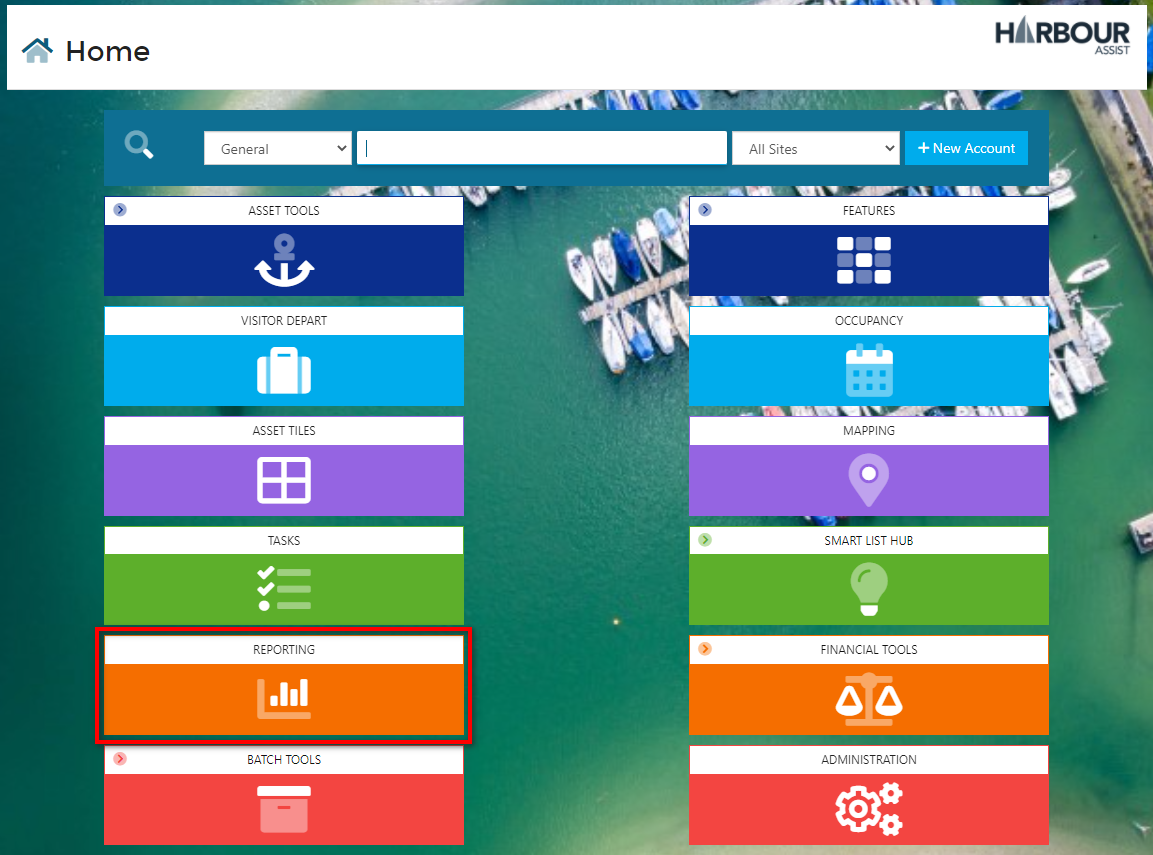 Home
HARBOUR
ASSIST
General
All Sites
+ New Account
ASSET TOOLS
FEATURES
VISITOR DEPART
OCCUPANCY
ASSET TILES
MAPPING
TASKS
SMART LIST HUB
REPORTING
FINANCIAL TOOLS
BATCH TOOLS
ADMINISTRATION